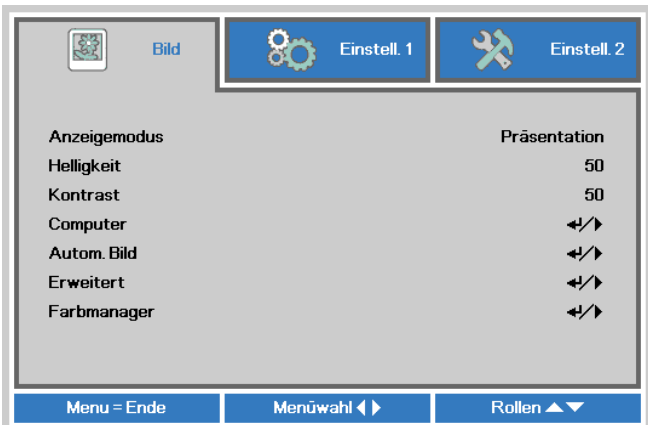 Bild
Einstell. 1
Einstell. 2
Anzeigemodus Präsentation
Helligkeit 50
Kontrast 50
Computer ↵/▶
Autom. Bild ↵/▶
Erweitert ↵/▶
Farbmanager ↵/▶
Menu = Ende
Menüwahl ◀▶
Rollen ▲▼